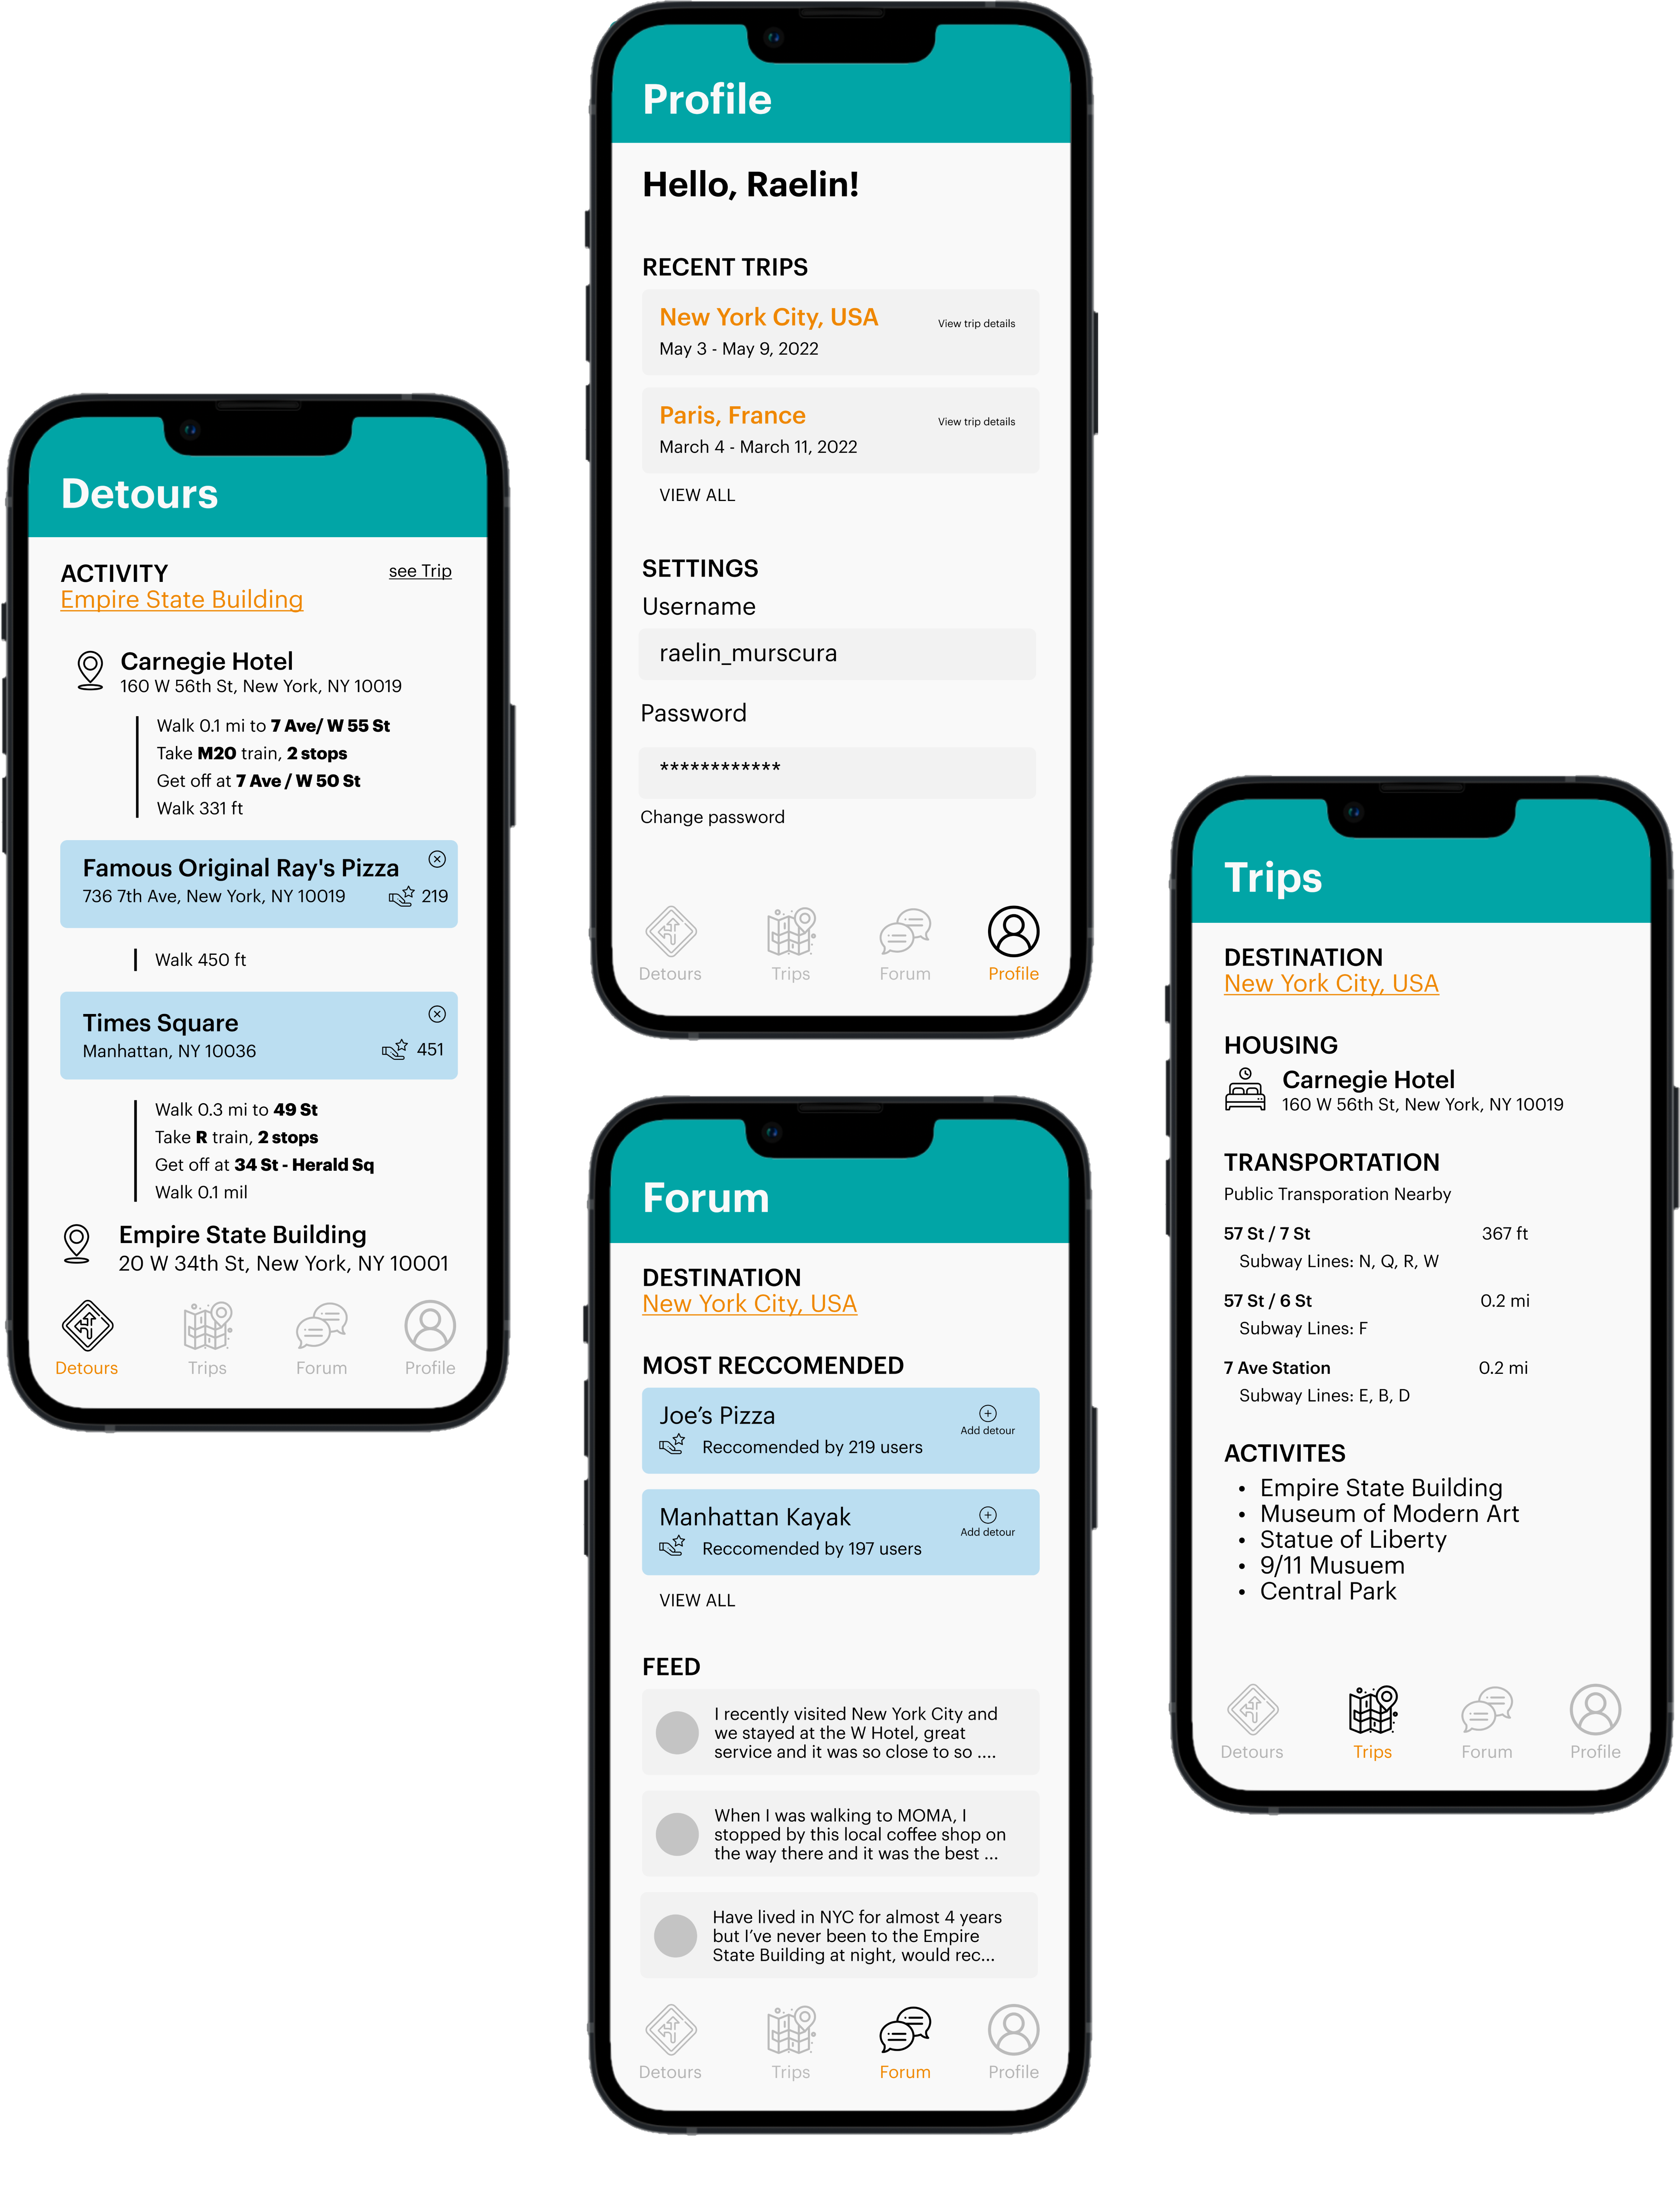 Profile
Hello, Raelin!
RECENT TRIPS
New York City, USA
View trip details
May 3 - May 9, 2022
Paris, France
View trip details
March 4 - March 11, 2022
VIEW ALL
SETTINGS
Username
raelin_murscura
Password
************
Change password
Detours Trips Forum Profile
Detours
ACTIVITY
see Trip
Empire State Building
Carnegie Hotel
160 W 56th St, New York, NY 10019
Walk 0.1 mi to 7 Ave/ W 55 St
Take M20 train, 2 stops
Get off at 7 Ave / W 50 St
Walk 331 ft
Famous Original Ray's Pizza
736 7th Ave, New York, NY 10019
219
Walk 450 ft
Times Square
Manhattan, NY 10036
451
Walk 0.3 mi to 49 St
Take R train, 2 stops
Get off at 34 St - Herald Sq
Walk 0.1 mil
Empire State Building
20 W 34th St, New York, NY 10001
Detours Trips Forum Profile
Forum
DESTINATION
New York City, USA
MOST RECCOMENDED
Joe’s Pizza
Reccomended by 219 users
Add detour
Manhattan Kayak
Reccomended by 197 users
Add detour
VIEW ALL
FEED
I recently visited New York City and
we stayed at the W Hotel, great
service and it was so close to so ....
When I was walking to MOMA, I
stopped by this local coffee shop on
the way there and it was the best ...
Have lived in NYC for almost 4 years
but I’ve never been to the Empire
State Building at night, would rec...
Detours Trips Forum Profile
Trips
DESTINATION
New York City, USA
HOUSING
Carnegie Hotel
160 W 56th St, New York, NY 10019
TRANSPORTATION
Public Transporation Nearby
57 St / 7 St 367 ft
Subway Lines: N, Q, R, W
57 St / 6 St 0.2 mi
Subway Lines: F
7 Ave Station 0.2 mi
Subway Lines: E, B, D
ACTIVITES
• Empire State Building
• Museum of Modern Art
• Statue of Liberty
• 9/11 Musuem
• Central Park
Detours Trips Forum Profile